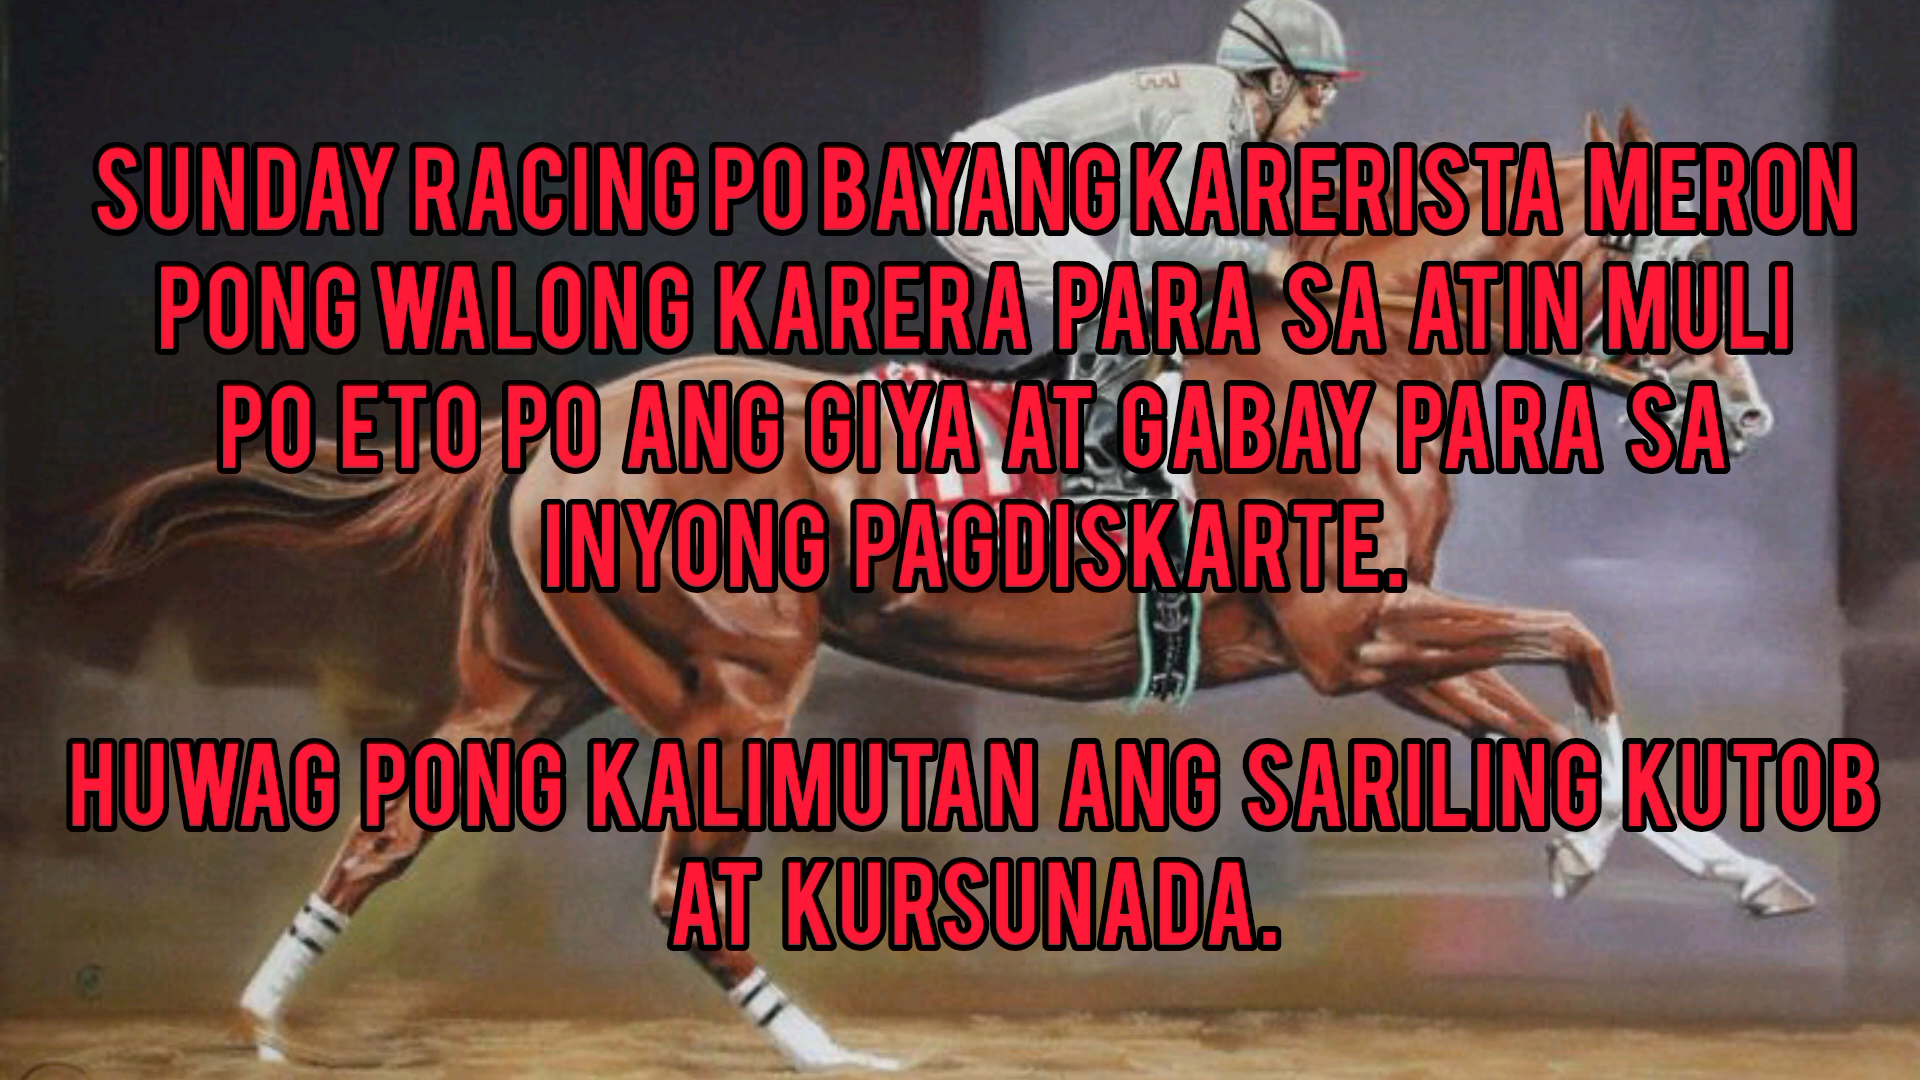 SUNDAY RACING PO BAYANG KARERISTA MERON
PONG WALONG KARERA PARA SA ATIN MULI
PO ETO PO ANG GIYA AT GABAY PARA SA
INYONG PAGDISKARTE.
HUWAG PONG KALIMUTAN ANG SARILING KUTOB
AT KURSUNADA.